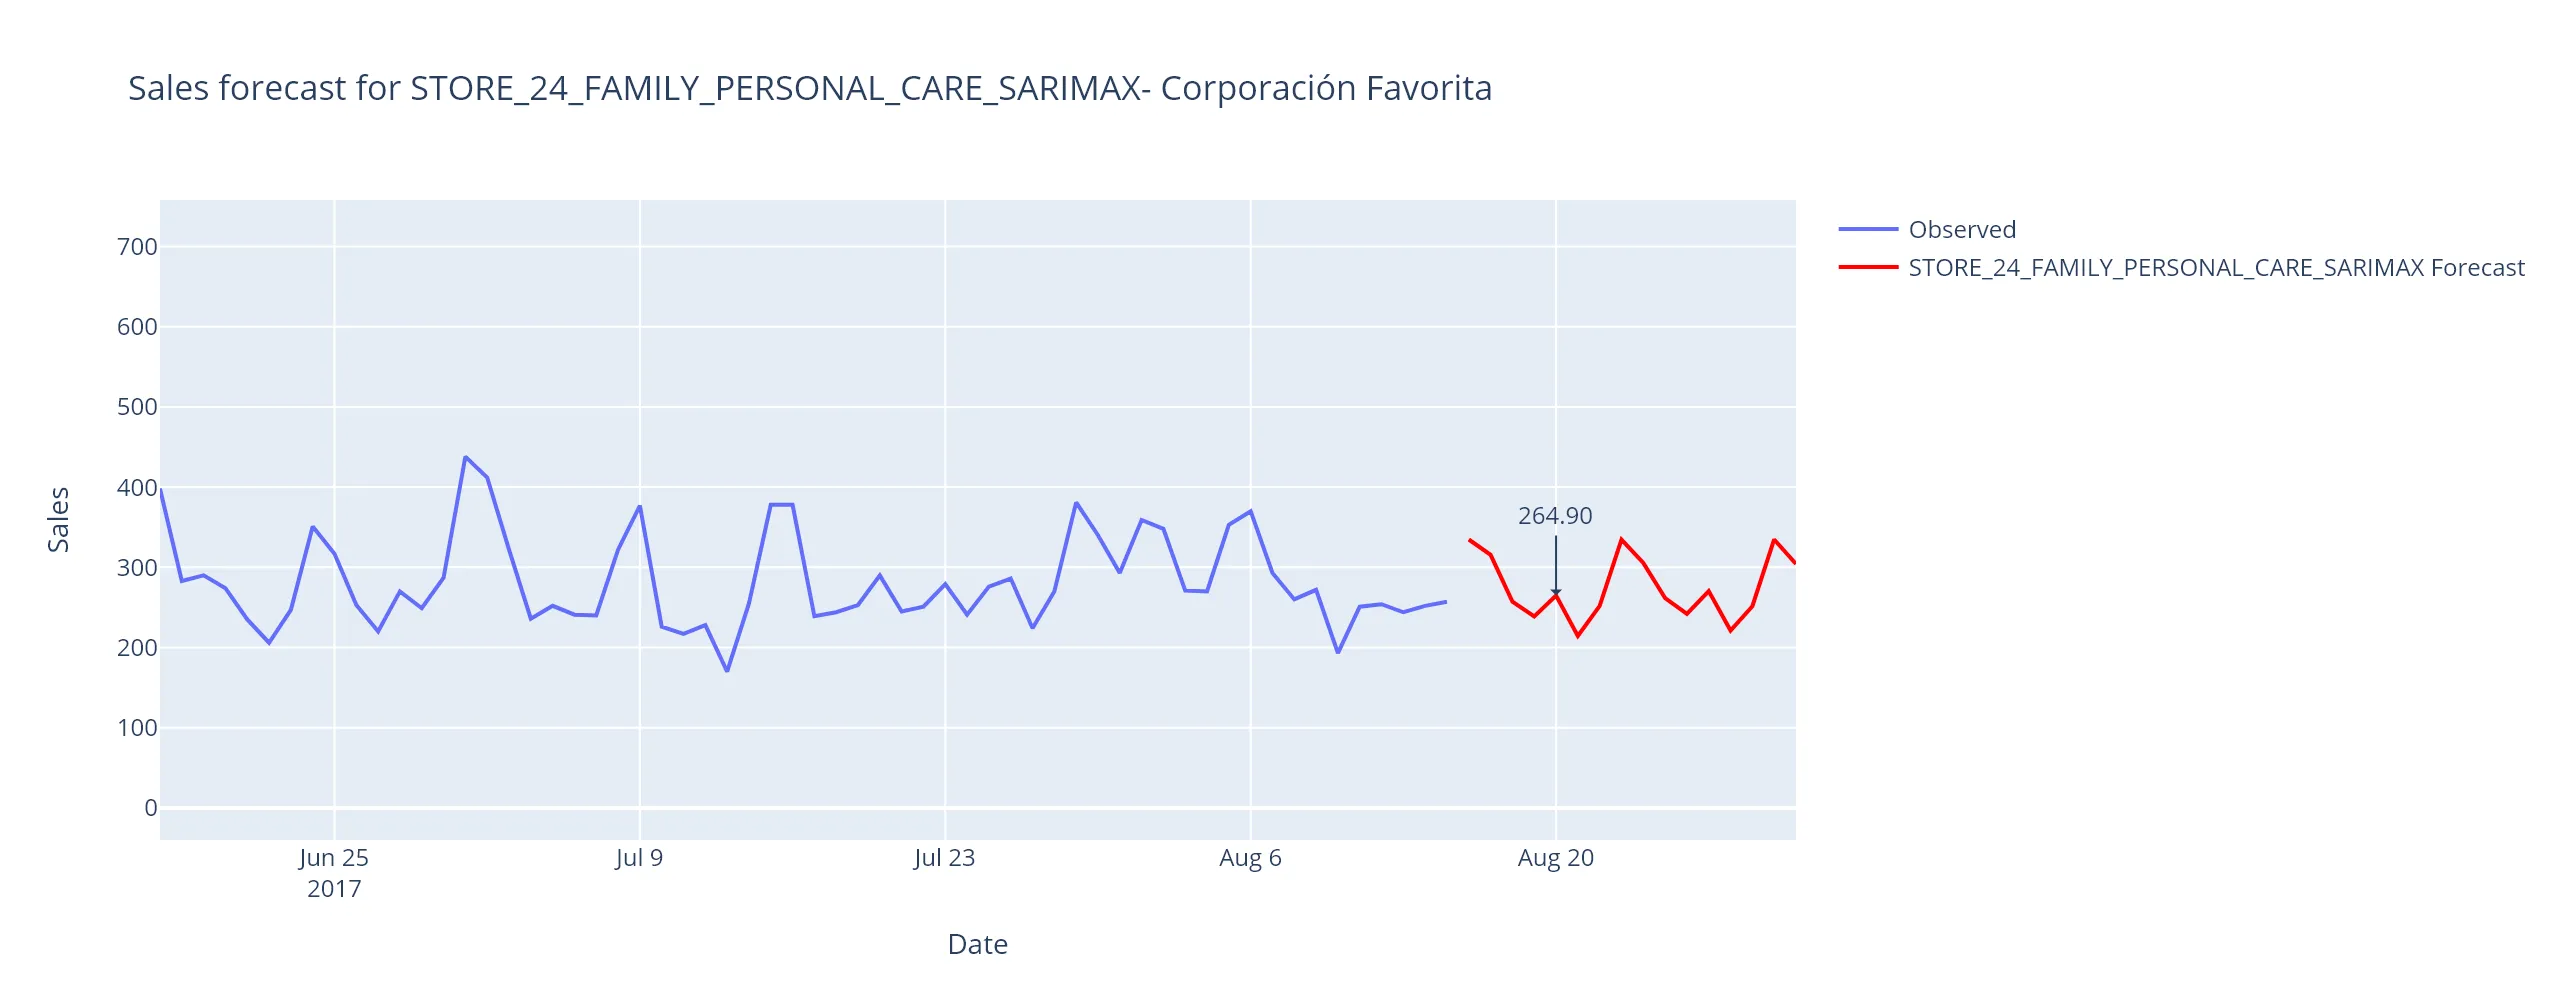 Sales forecast for STORE_24_FAMILY_PERSONAL_CARE_SARIMAX- Corporación Favorita
Observed
STORE_24_FAMILY_PERSONAL_CARE_SARIMAX Forecast
700
600
500
400
300
200
100
0
Sales
264.90
Jun 25
2017
Jul 9
Jul 23
Aug 6
Aug 20
Date